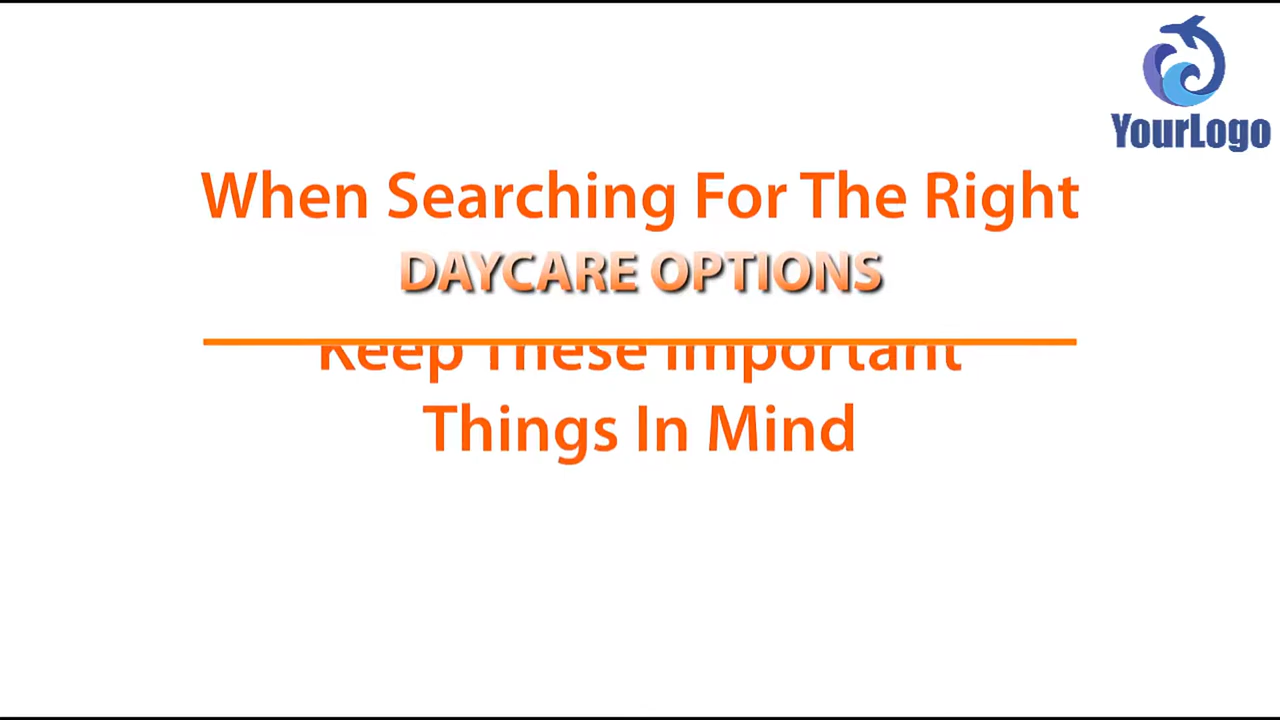 YourLogo
When Searching For The Right
DAYCARE OPTIONS
Keep These Important
Things In Mind